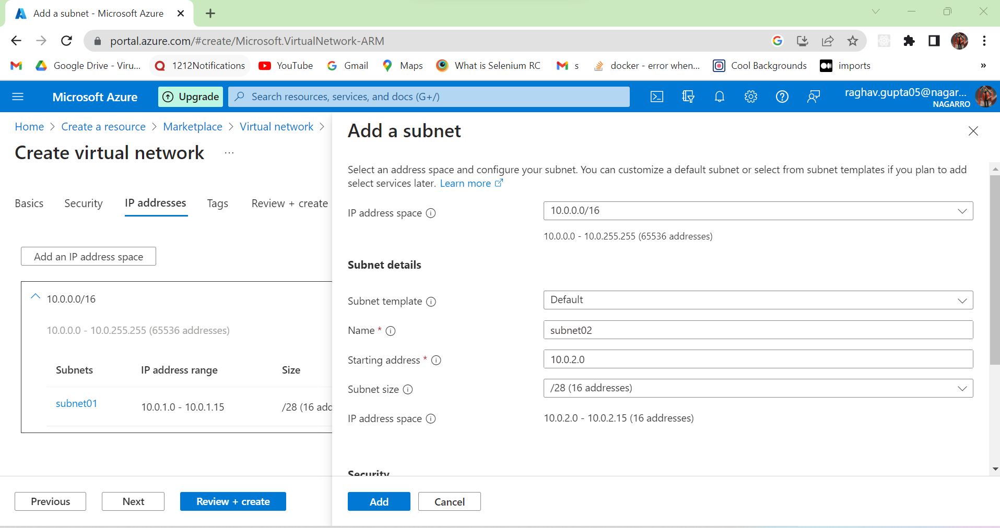 Add a subnet - Microsoft Azure
portal.azure.com/#create/Microsoft.VirtualNetwork-ARM
Google Drive - Viru... 1212Notifications YouTube Gmail Maps What is Selenium RC s docker - error when... Cool Backgrounds imports »
Microsoft Azure Upgrade Search resources, services, and docs (G+/) raghav.gupta05@nagar...
NAGARRO
Home > Create a resource > Marketplace > Virtual network >
Create virtual network ...
Basics Security IP addresses Tags Review + create
Add an IP address space
10.0.0.0/16
10.0.0.0 - 10.0.255.255 (65536 addresses)
Subnets IP address range Size
subnet01 10.0.1.0 - 10.0.1.15 /28 (16 add
Previous Next Review + create
Add a subnet
Select an address space and configure your subnet. You can customize a default subnet or select from subnet templates if you plan to add
select services later. Learn more
IP address space 10.0.0.0/16
10.0.0.0 - 10.0.255.255 (65536 addresses)
Subnet details
Subnet template Default
Name * subnet02
Starting address * 10.0.2.0
Subnet size /28 (16 addresses)
IP address space 10.0.2.0 - 10.0.2.15 (16 addresses)
Security
Add Cancel